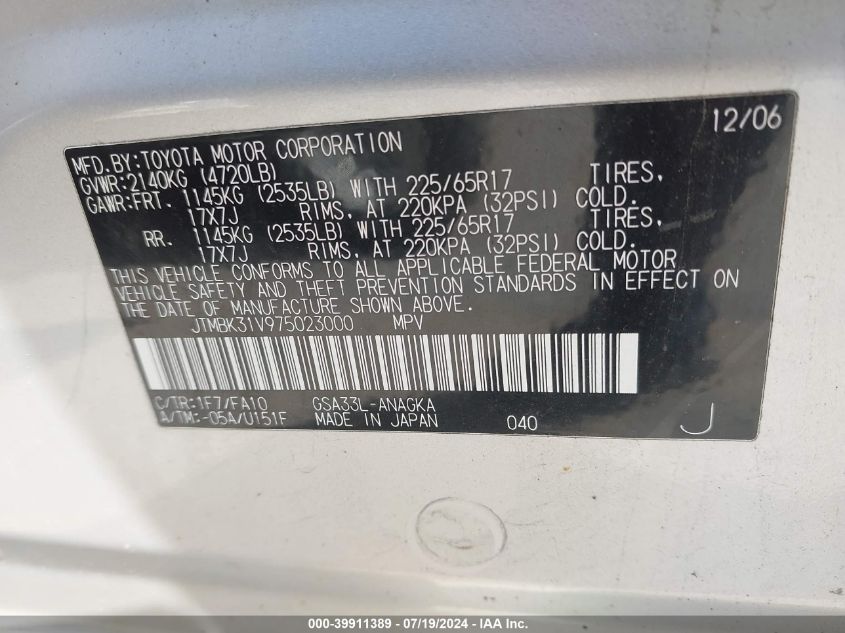 12/06
MFD.BY:TOYOTA MOTOR CORPORATION
GVWR:2140KG (4720LB)
GAWR:FRT. 1145KG (2535LB) WITH 225/65R17 TIRES,
17X7J RIMS, AT 220KPA (32PSI) COLD.
RR. 1145KG (2535LB) WITH 225/65R17 TIRES,
17X7J RIMS, AT 220KPA (32PSI) COLD.
THIS VEHICLE CONFORMS TO ALL APPLICABLE FEDERAL MOTOR
VEHICLE SAFETY AND THEFT PREVENTION STANDARDS IN EFFECT ON
THE DATE OF MANUFACTURE SHOWN ABOVE.
JTMBK31V975023000 MPV
C/TR:1F7/FA10 GSA33L-ANAGKA
A/TM:-05A/U151F MADE IN JAPAN 040 J
000-39911389 - 07/19/2024 - IAA Inc.